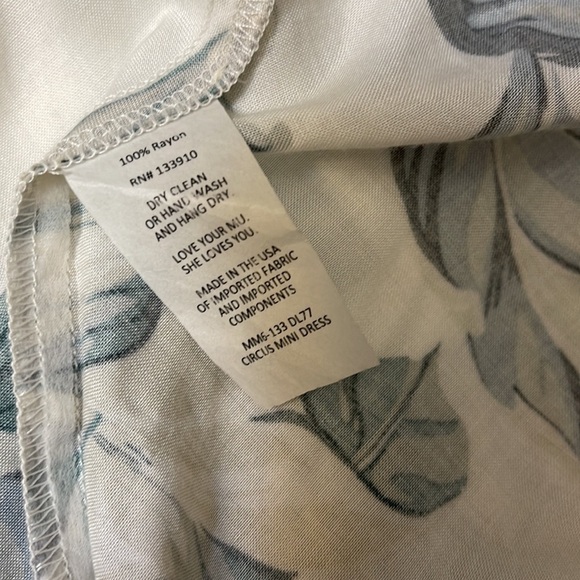 100% Rayon
RN# 133910
DRY CLEAN
OR HAND WASH
AND HANG DRY.
LOVE YOUR MU.
SHE LOVES YOU.
MADE IN THE USA
OF IMPORTED FABRIC
AND IMPORTED
COMPONENTS
MM6-133 DL77
CIRCUS MINI DRESS